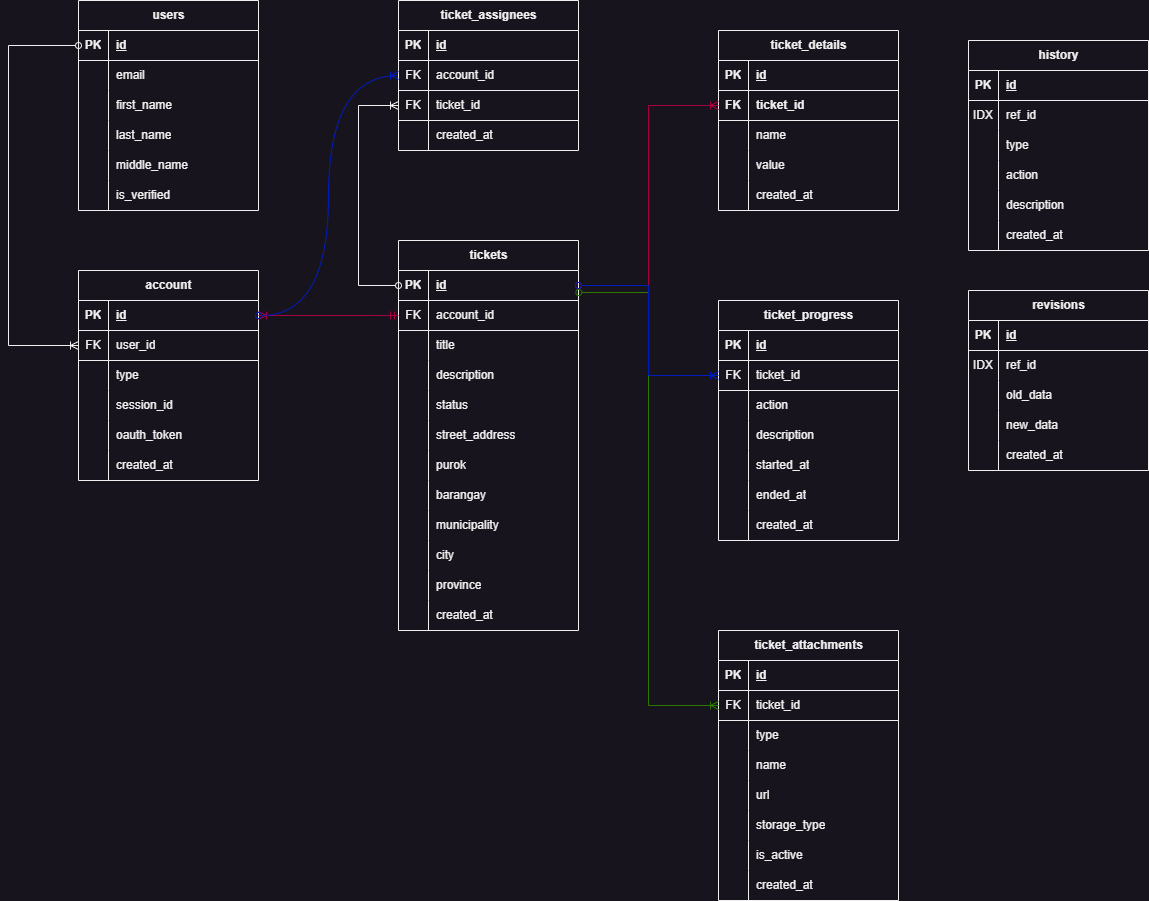 users
PK id
email
first_name
last_name
middle_name
is_verified
account
PK id
FK user_id
type
session_id
oauth_token
created_at
ticket_assignees
PK id
FK account_id
FK ticket_id
created_at
tickets
PK id
FK account_id
title
description
status
street_address
purok
barangay
municipality
city
province
created_at
ticket_details
PK id
FK ticket_id
name
value
created_at
ticket_progress
PK id
FK ticket_id
action
description
started_at
ended_at
created_at
ticket_attachments
PK id
FK ticket_id
type
name
url
storage_type
is_active
created_at
history
PK id
IDX ref_id
type
action
description
created_at
revisions
PK id
IDX ref_id
old_data
new_data
created_at